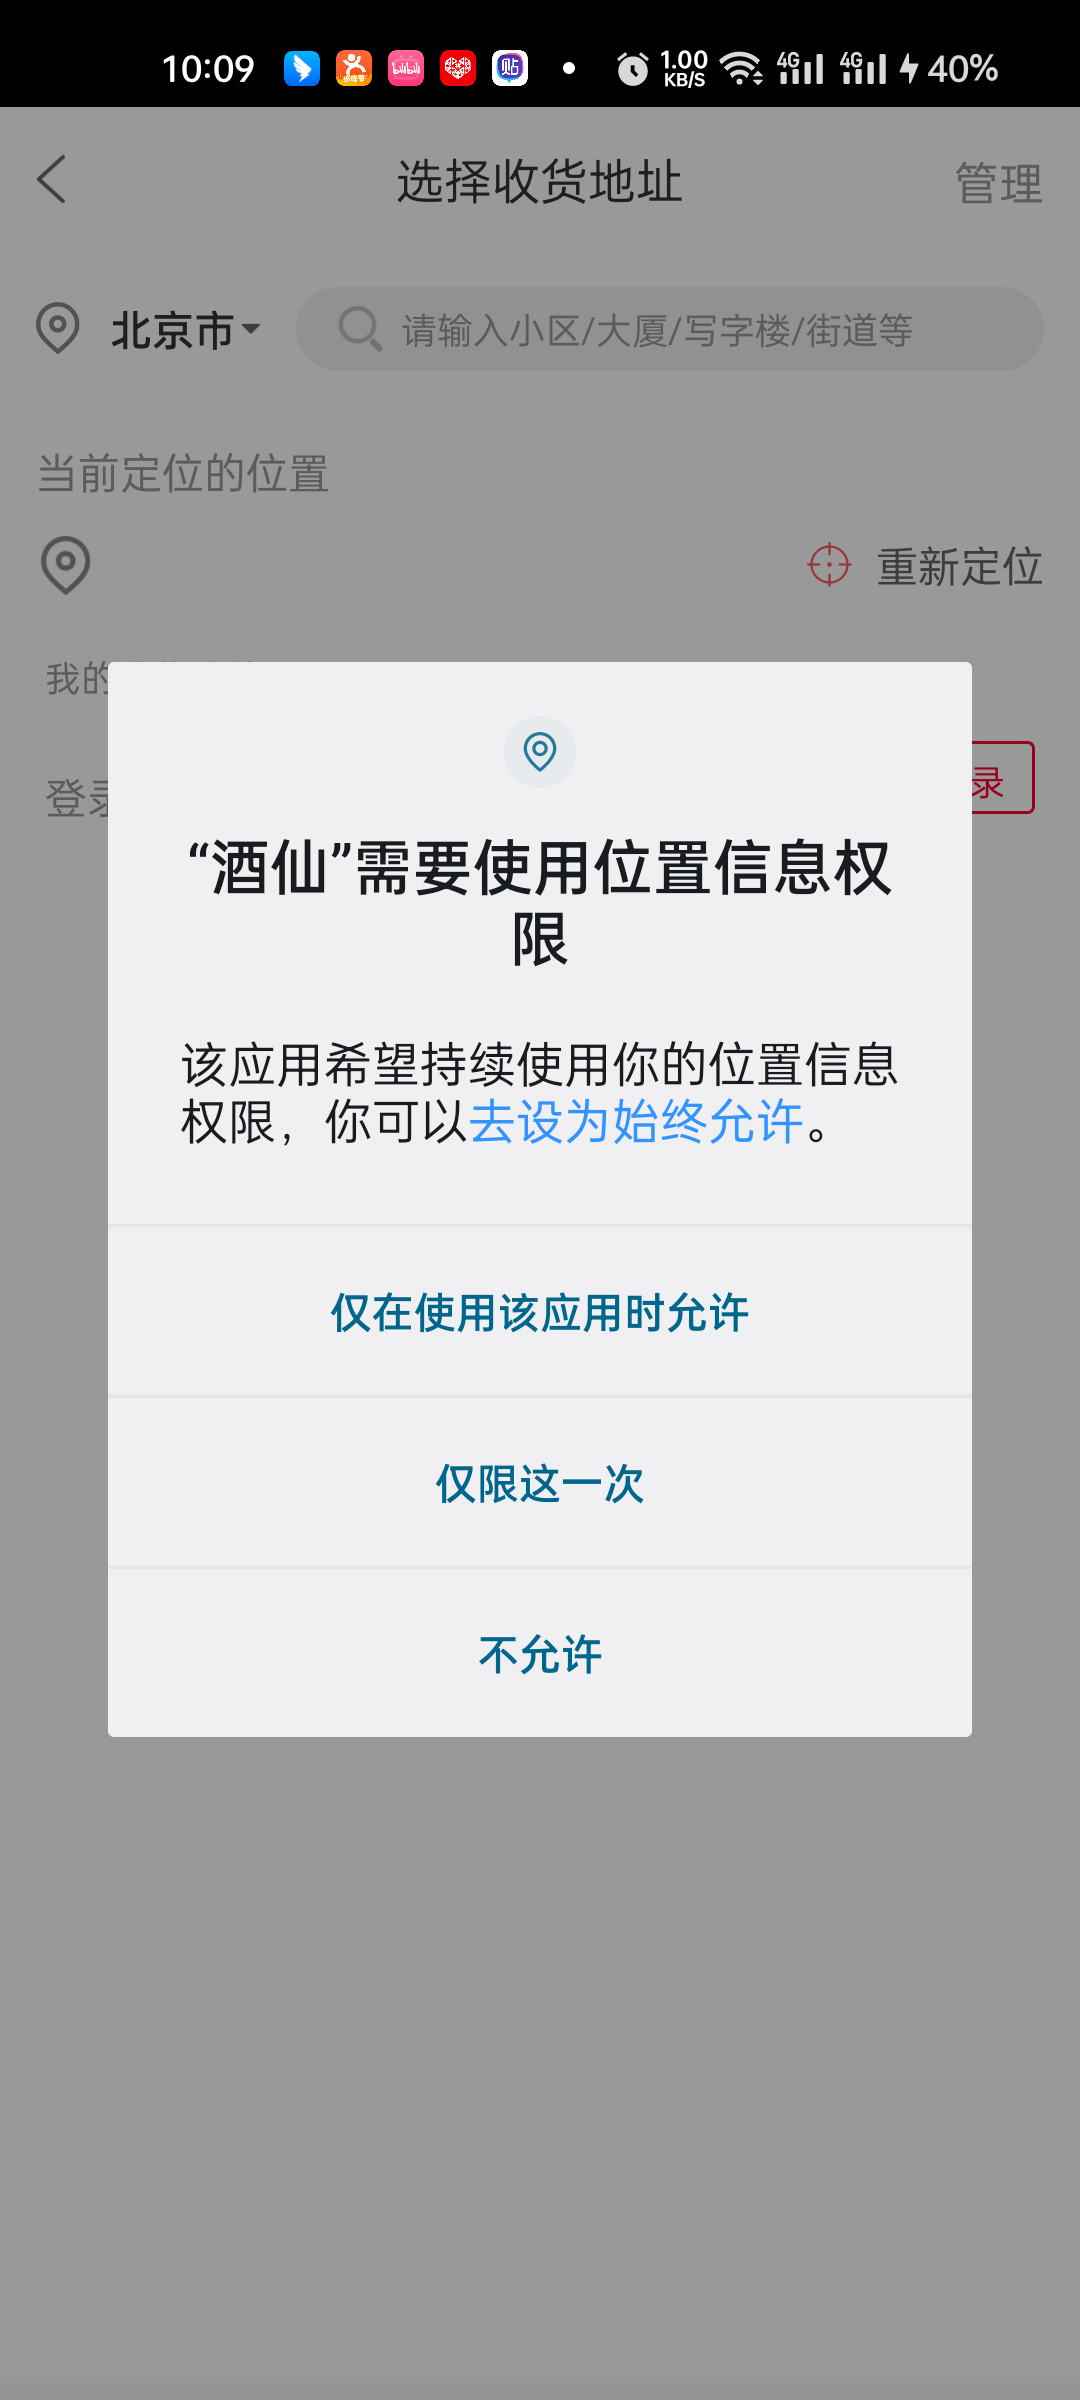 10:09
1.00
KB/S
4G
4G
40%
选择收货地址
管理
北京市
请输入小区/大厦/写字楼/街道等
当前定位的位置
重新定位
我的
登录
录
“酒仙”需要使用位置信息权
限
该应用希望持续使用你的位置信息
权限，你可以去设为始终允许。
仅在使用该应用时允许
仅限这一次
不允许